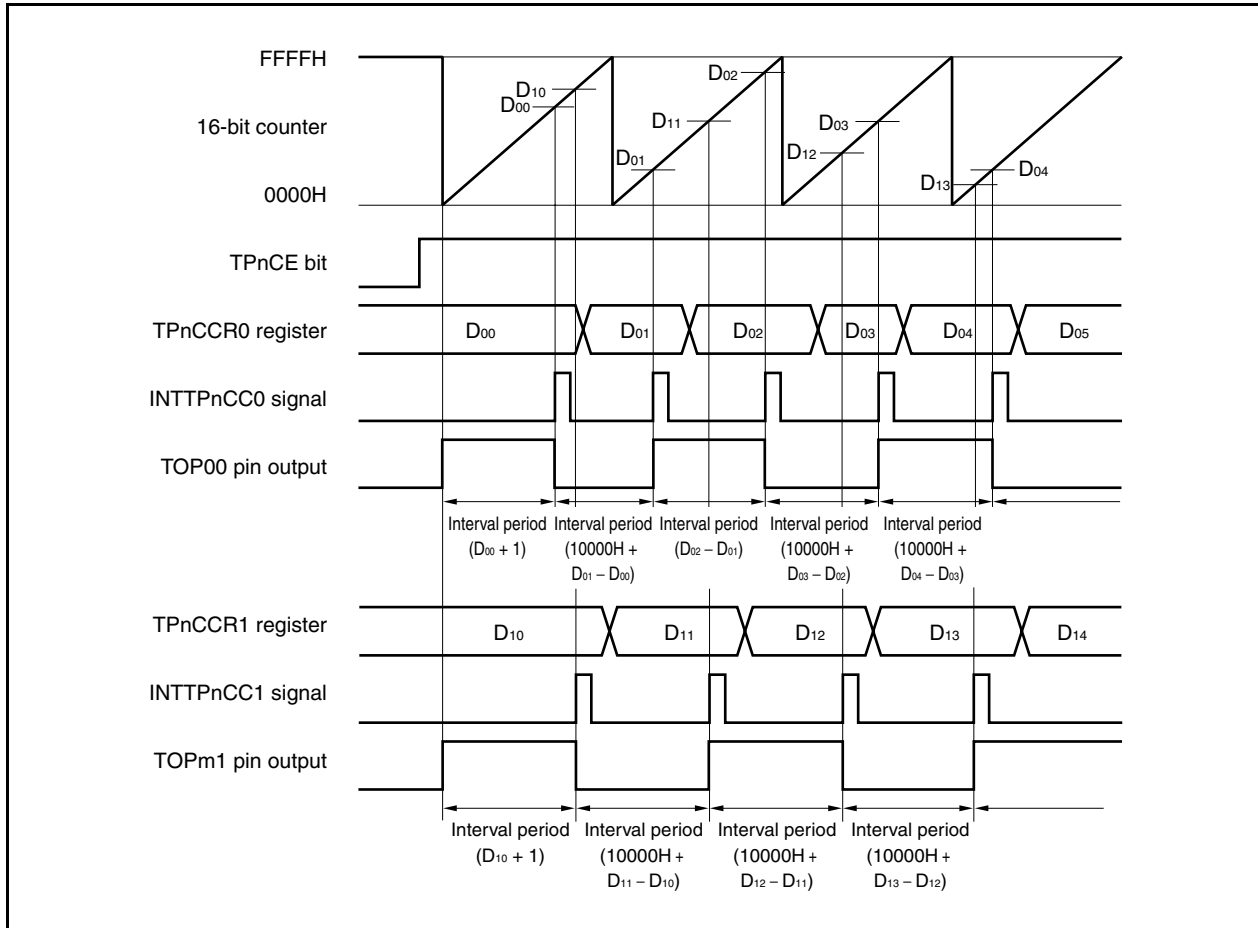 FFFFH
D10
D00
D02
16-bit counter
D11
D03
D01
D12
D04
D13
0000H
TPnCE bit
TPnCCR0 register
D00 D01 D02 D03 D04 D05
INTTPnCC0 signal
TOP00 pin output
Interval period
(D00 + 1)
Interval period
(10000H +
D01 – D00)
Interval period
(D02 – D01)
Interval period
(10000H +
D03 – D02)
Interval period
(10000H +
D04 – D03)
TPnCCR1 register
D10 D11 D12 D13 D14
INTTPnCC1 signal
TOPm1 pin output
Interval period
(D10 + 1)
Interval period
(10000H +
D11 – D10)
Interval period
(10000H +
D12 – D11)
Interval period
(10000H +
D13 – D12)